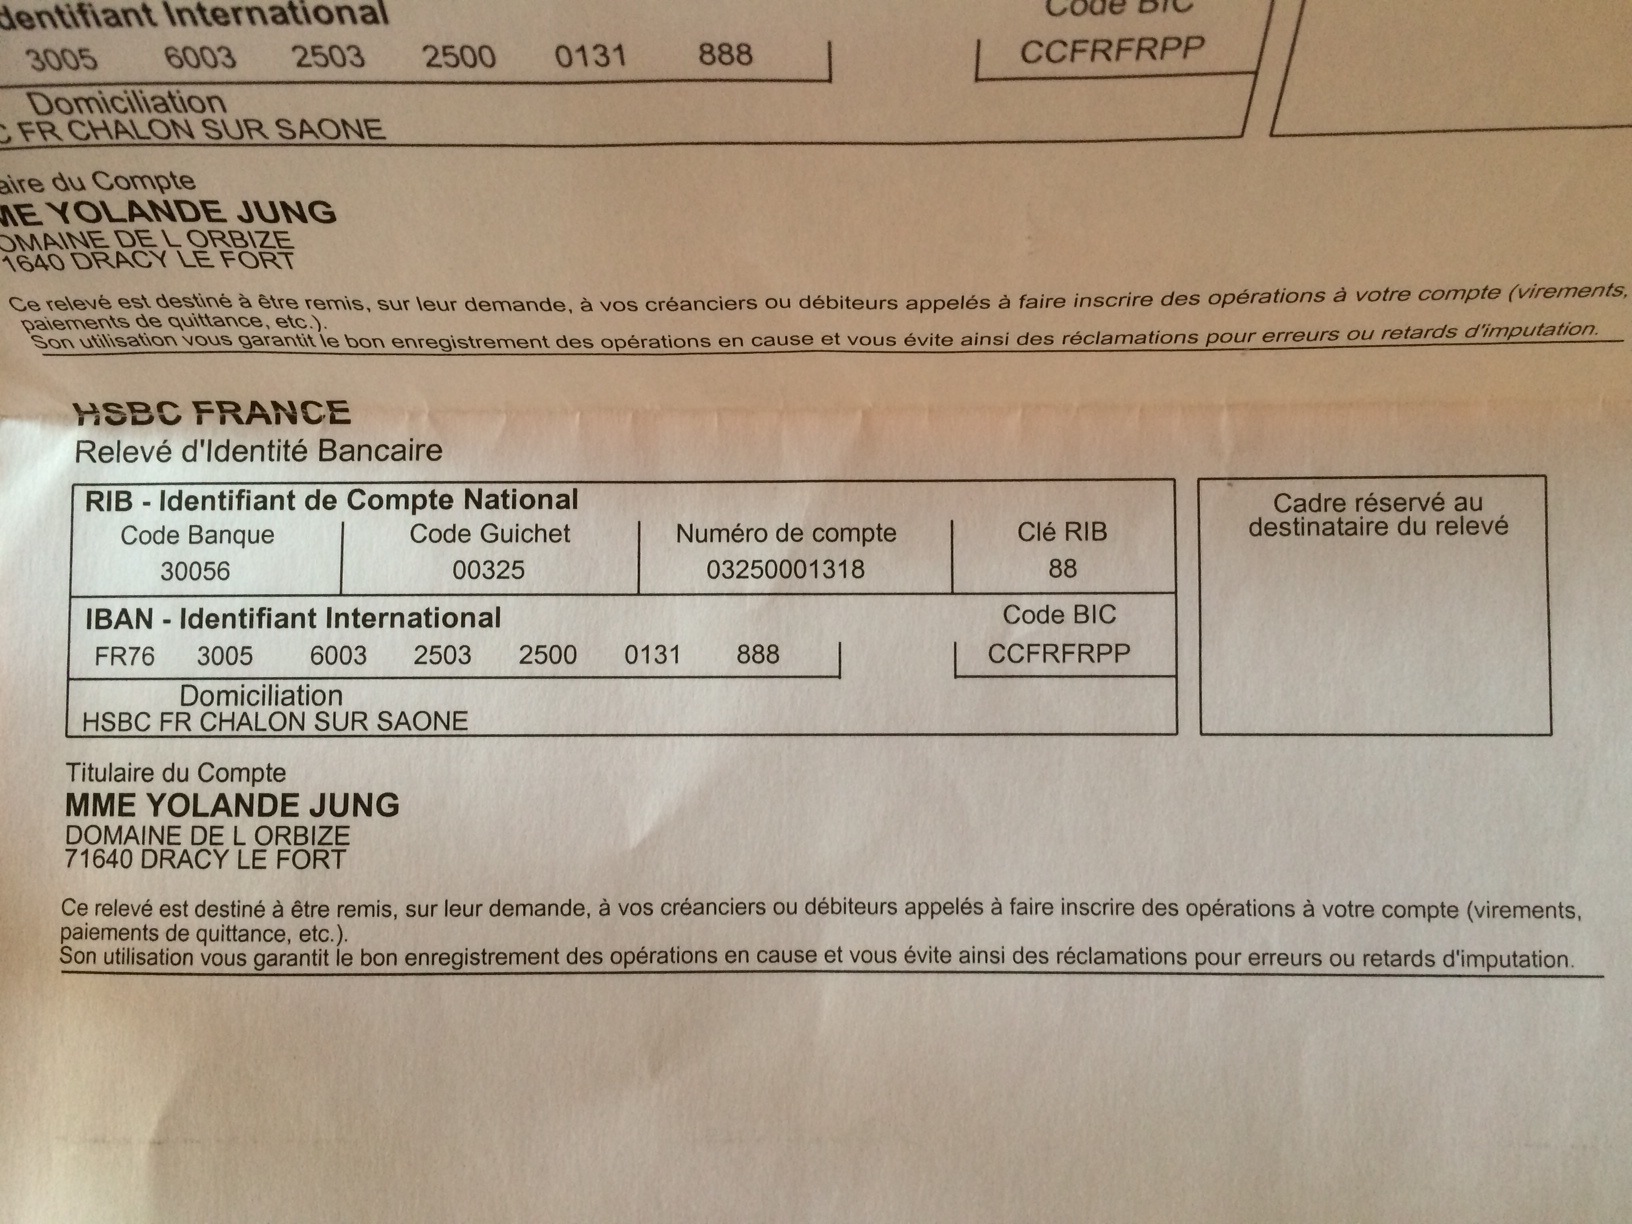 dentifiant International
Code BIC
3005 6003 2503 2500 0131 888 CCFRFRPP
Domiciliation
C FR CHALON SUR SAONE
aire du Compte
ME YOLANDE JUNG
OMAINE DE L ORBIZE
1640 DRACY LE FORT
Ce relevé est destiné à être remis, sur leur demande, à vos créanciers ou débiteurs appelés à faire inscrire des opérations à votre compte (virements,
paiements de quittance, etc.).
Son utilisation vous garantit le bon enregistrement des opérations en cause et vous évite ainsi des réclamations pour erreurs ou retards d'imputation.
HSBC FRANCE
Relevé d'Identité Bancaire
RIB - Identifiant de Compte National
Code Banque Code Guichet Numéro de compte Clé RIB
30056 00325 03250001318 88
IBAN - Identifiant International Code BIC
FR76 3005 6003 2503 2500 0131 888 CCFRFRPP
Domiciliation
HSBC FR CHALON SUR SAONE
Cadre réservé au
destinataire du relevé
Titulaire du Compte
MME YOLANDE JUNG
DOMAINE DE L ORBIZE
71640 DRACY LE FORT
Ce relevé est destiné à être remis, sur leur demande, à vos créanciers ou débiteurs appelés à faire inscrire des opérations à votre compte (virements,
paiements de quittance, etc.).
Son utilisation vous garantit le bon enregistrement des opérations en cause et vous évite ainsi des réclamations pour erreurs ou retards d'imputation.